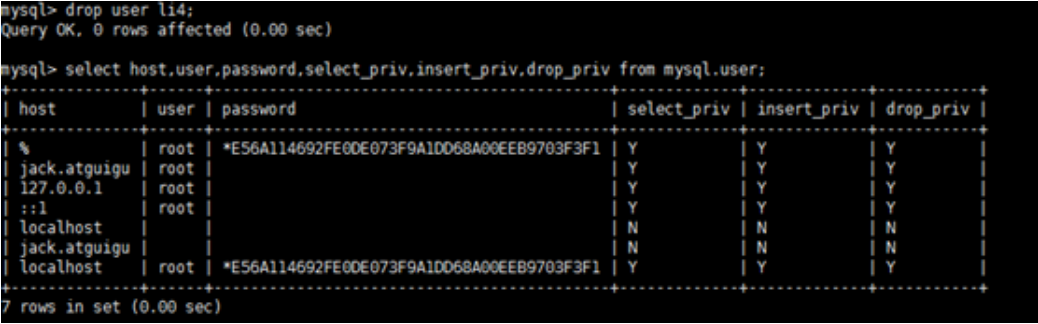 mysql> drop user li4;
Query OK, 0 rows affected (0.00 sec)
mysql> select host,user,password,select_priv,insert_priv,drop_priv from mysql.user;
+--------------+------+-------------------------------------------+-------------+-------------+-----------+
| host | user | password | select_priv | insert_priv | drop_priv |
+--------------+------+-------------------------------------------+-------------+-------------+-----------+
| % | root | *E56A114692FE0DE073F9A1DD68A00EEB9703F3F1 | Y | Y | Y |
| jack.atguigu | root | | Y | Y | Y |
| 127.0.0.1 | root | | Y | Y | Y |
| ::1 | root | | Y | Y | Y |
| localhost | | | N | N | N |
| jack.atguigu | | | N | N | N |
| localhost | root | *E56A114692FE0DE073F9A1DD68A00EEB9703F3F1 | Y | Y | Y |
+--------------+------+-------------------------------------------+-------------+-------------+-----------+
7 rows in set (0.00 sec)